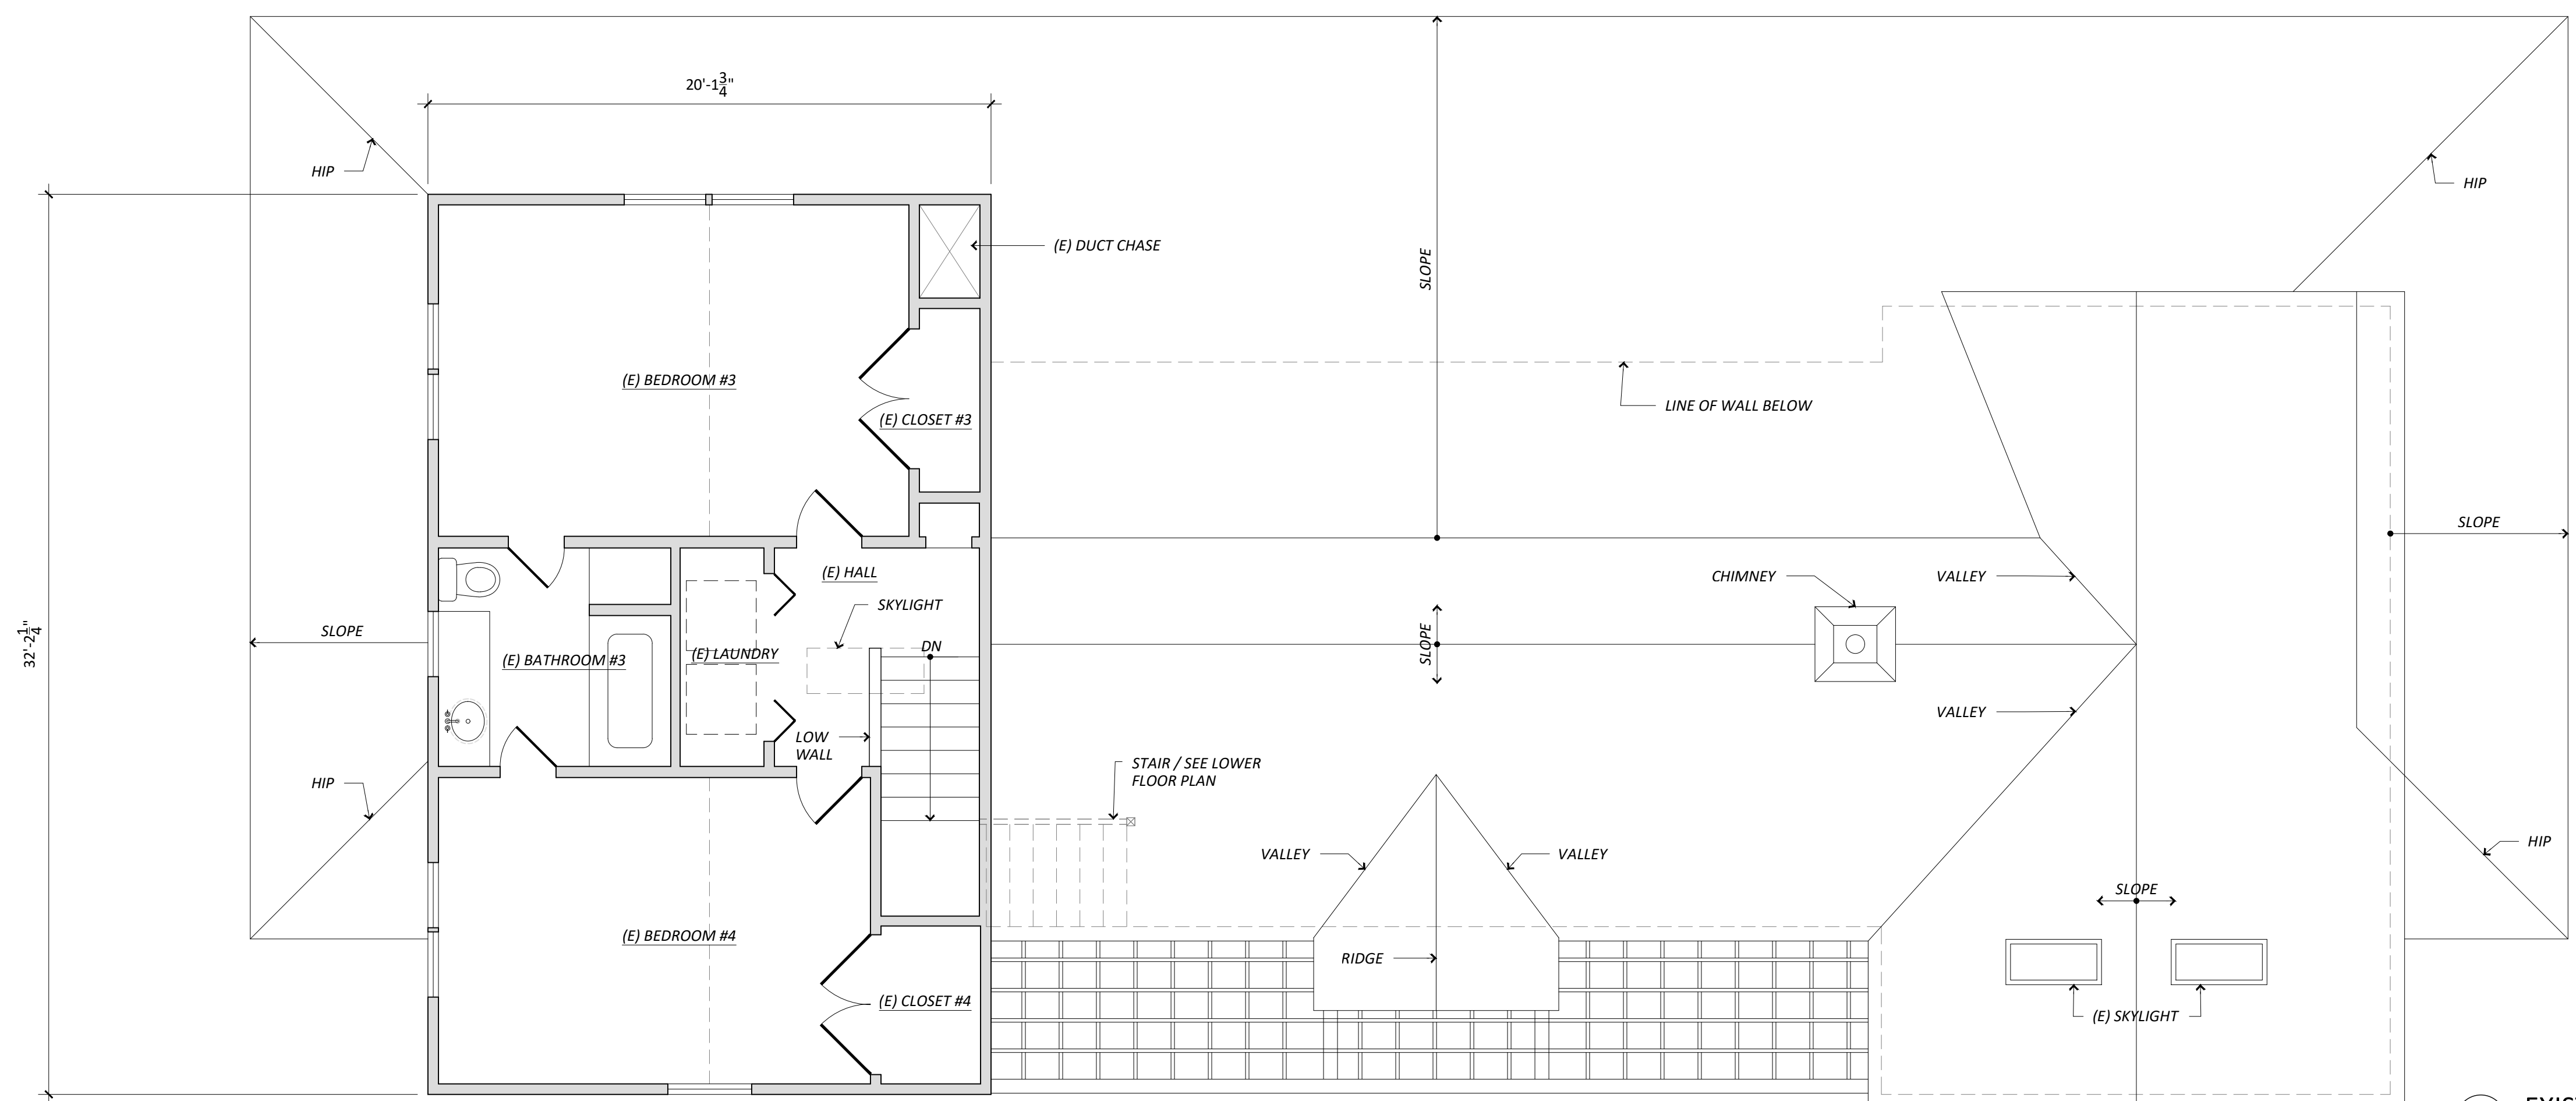 20'-1 3/4"
HIP
HIP
(E) DUCT CHASE
SLOPE
(E) BEDROOM #3
(E) CLOSET #3
LINE OF WALL BELOW
SLOPE
(E) HALL
CHIMNEY
VALLEY
SKYLIGHT
SLOPE
32'-2 1/4"
DN
(E) BATHROOM #3
(E) LAUNDRY
SLOPE
VALLEY
LOW
WALL
STAIR / SEE LOWER
FLOOR PLAN
HIP
VALLEY
VALLEY
HIP
SLOPE
(E) BEDROOM #4
RIDGE
(E) CLOSET #4
(E) SKYLIGHT